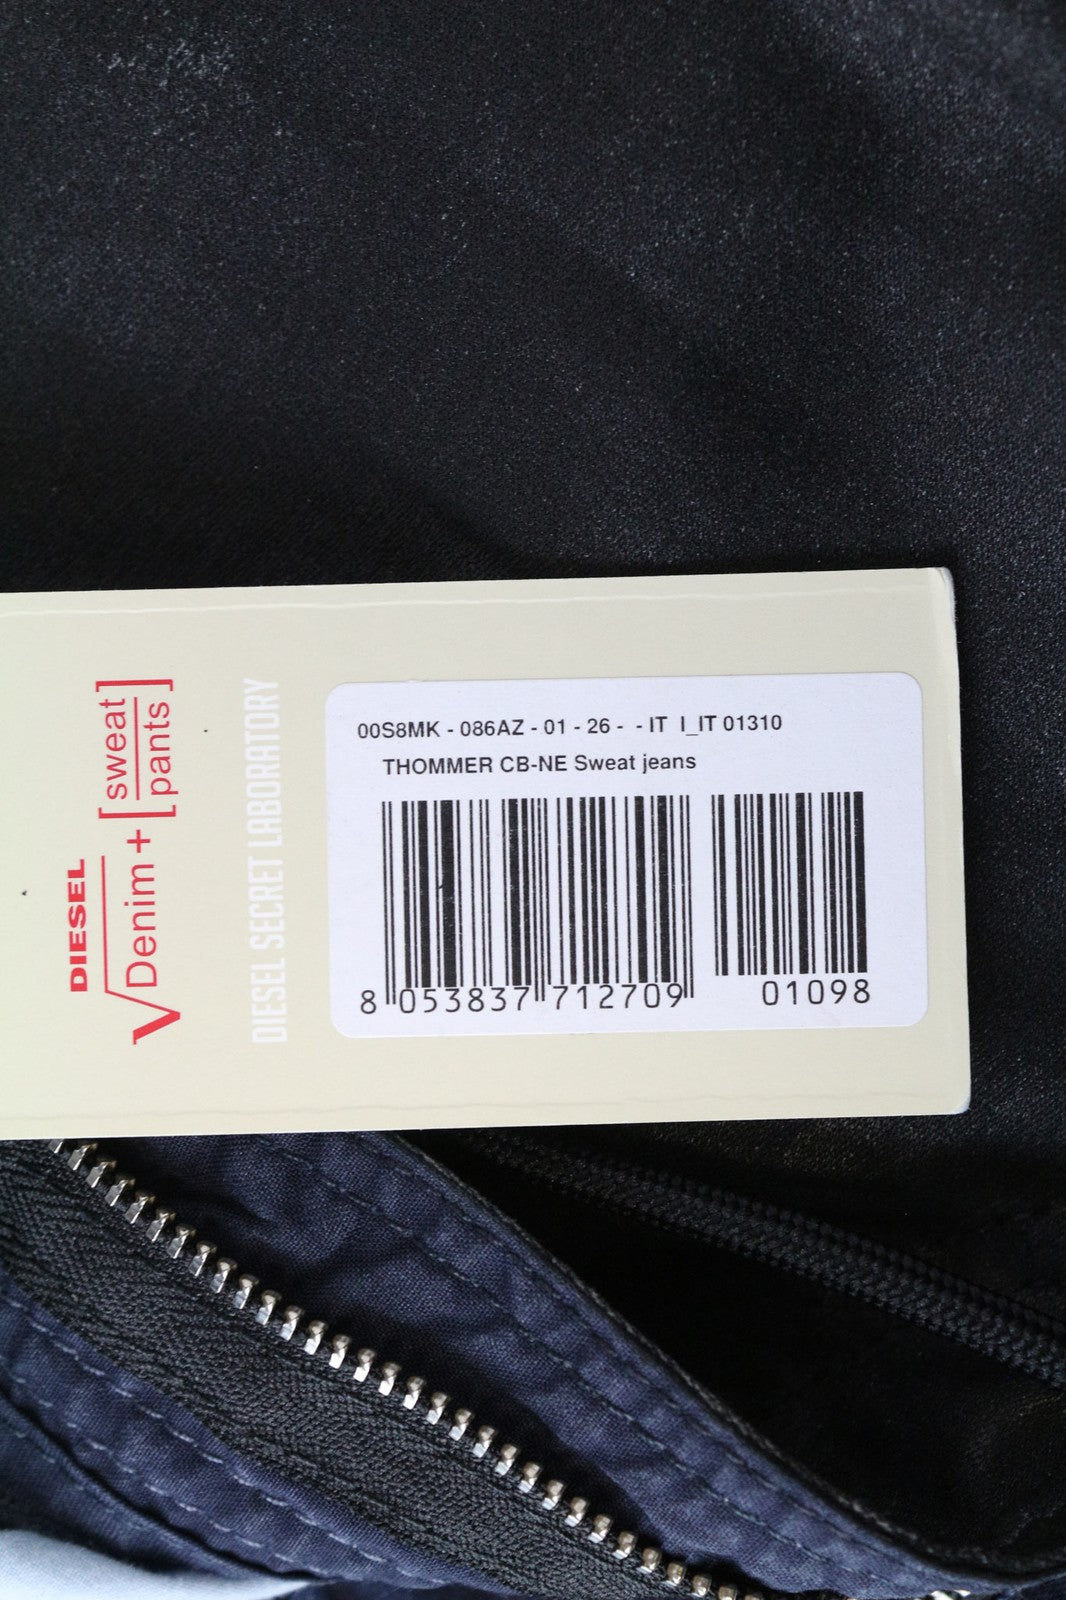 DIESEL
√Denim + [sweat
pants]
DIESEL SECRET LABORATORY
00S8MK - 086AZ - 01 - 26 -  - IT  I_IT 01310
THOMMER CB-NE Sweat jeans
8 053837 712709 01098